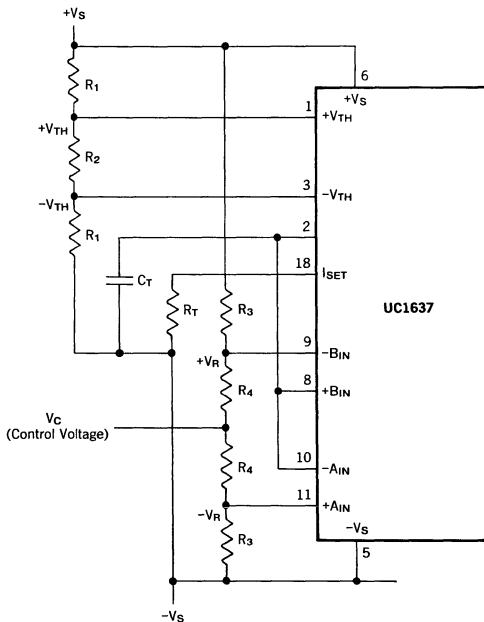 +VS
R1
6
+VS
1
+VTH
+VTH
R2
3
-VTH
-VTH
R1
2
18
ISET
CT
RT
R3
UC1637
9
-BIN
+VR
8
+BIN
R4
VC
(Control Voltage)
10
-AIN
R4
11
+AIN
-VR
-VS
R3
5
-VS